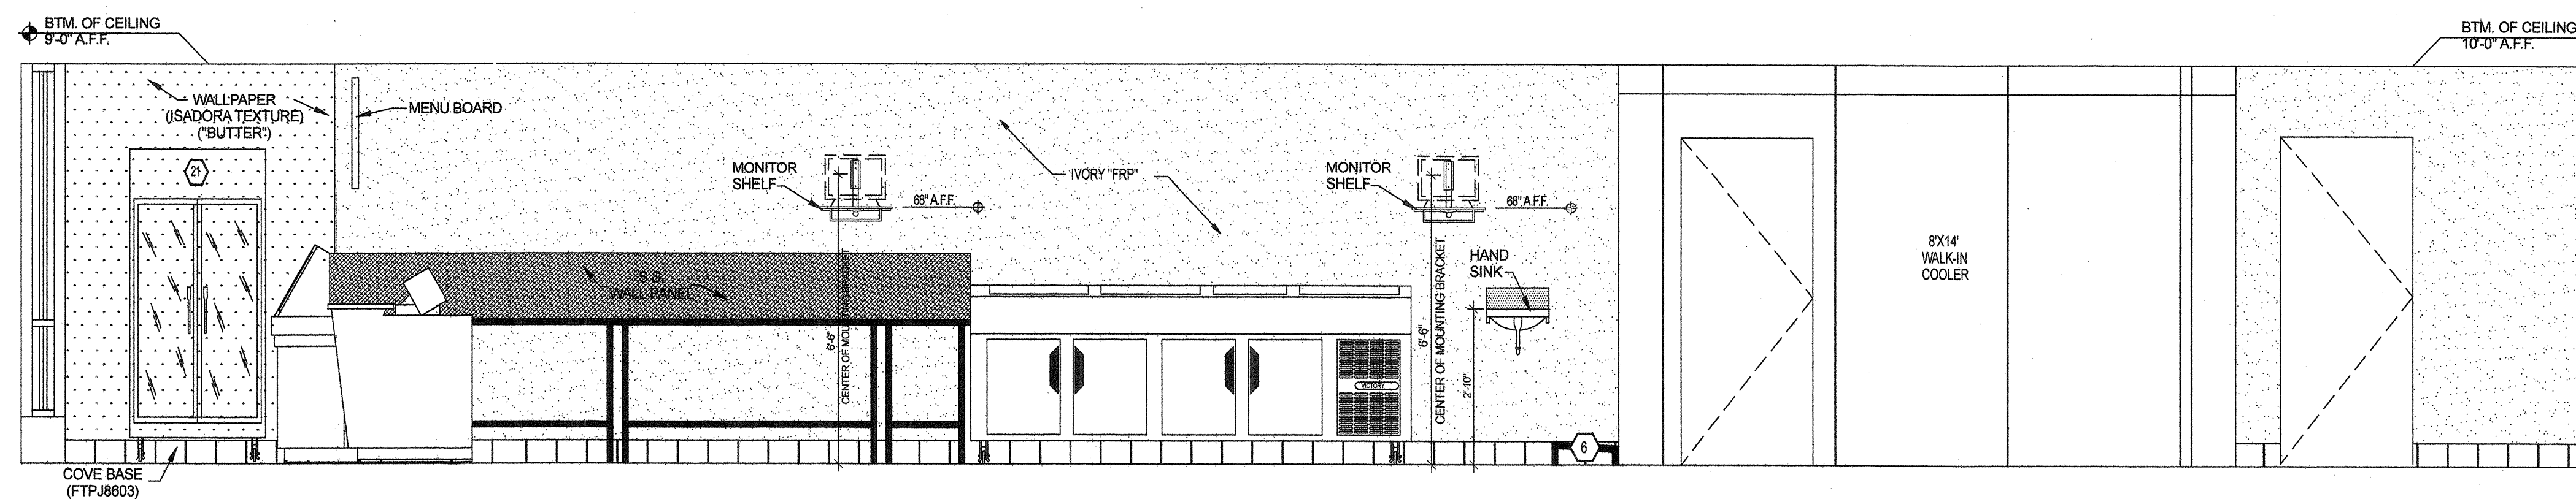 BTM. OF CEILING
9'-0" A.F.F.
BTM. OF CEILING
10'-0" A.F.F.
WALLPAPER
(ISADORA TEXTURE)
("BUTTER")
MENU BOARD
21
MONITOR
SHELF
68" A.F.F.
IVORY "FRP"
MONITOR
SHELF
68" A.F.F.
S.S.
WALL PANEL
6'-6"
CENTER OF MOUNTING BRACKET
6'-6"
CENTER OF MOUNTING BRACKET
HAND
SINK
2'-10"
VICTORY
8'X14'
WALK-IN
COOLER
6
COVE BASE
(FTPJ8603)